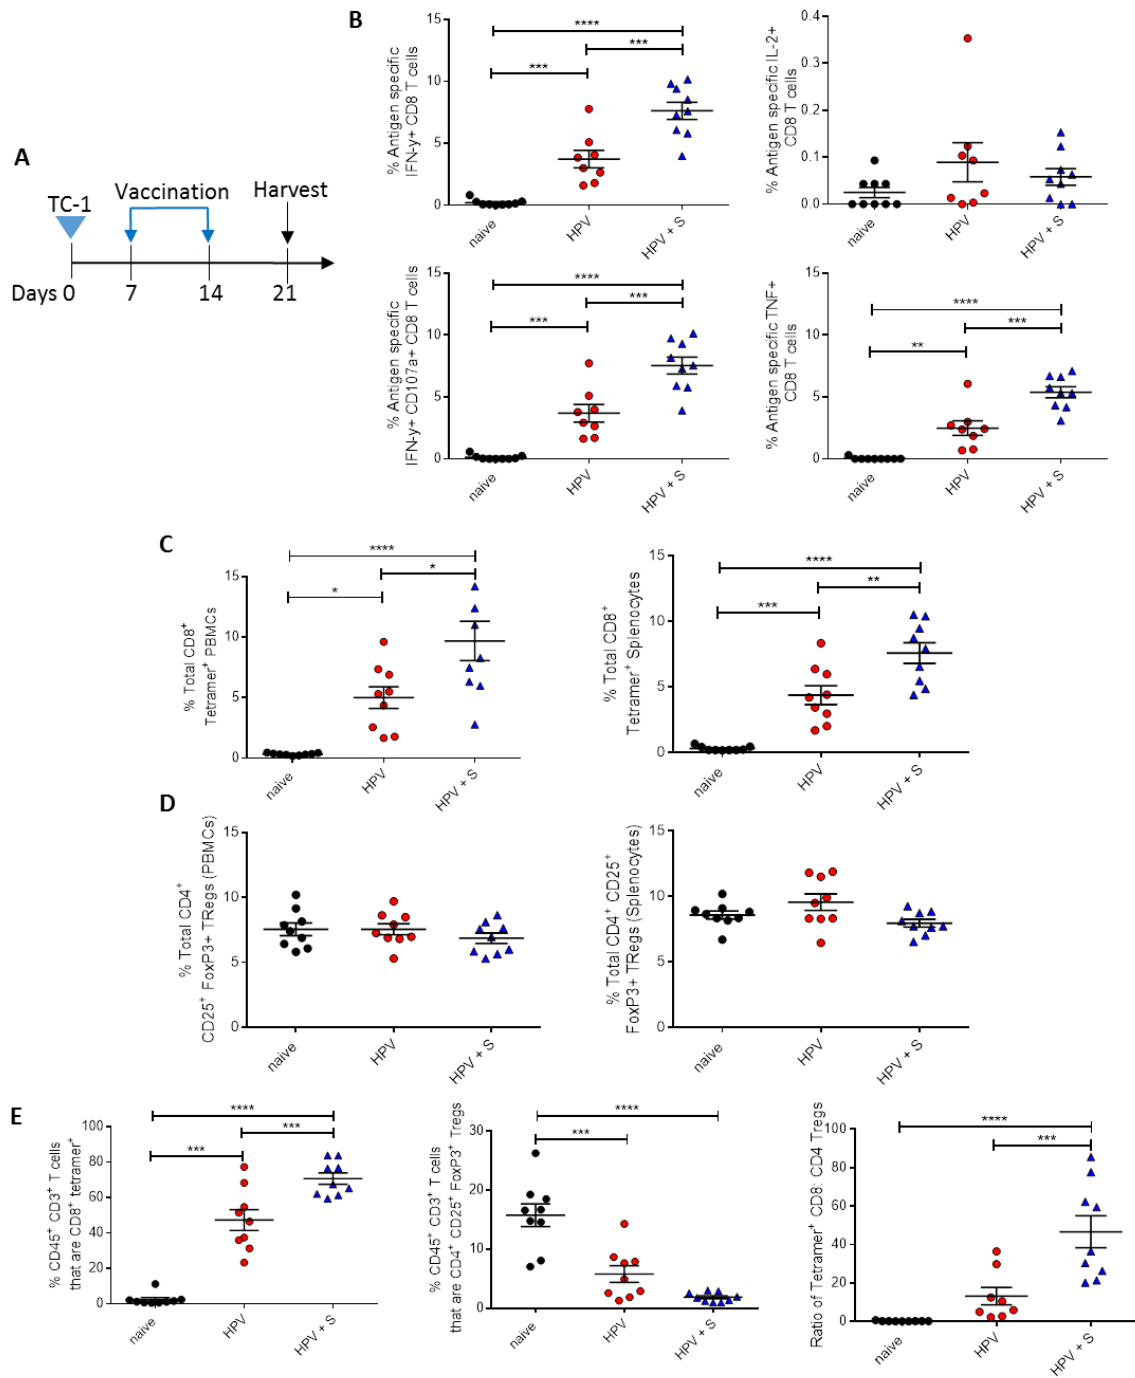 A
TC-1
Vaccination
Harvest
Days 0
7
14
21
B
% Antigen specific
IFN-y+ CD8 T cells
15
10
5
0
****
***
***
naive
HPV
HPV + S
% Antigen specific IL-2+
CD8 T cells
0.4
0.3
0.2
0.1
0.0
naive
HPV
HPV + S
% Antigen specific
IFN-y+ CD107a+ CD8 T cells
15
10
5
0
****
***
***
naive
HPV
HPV + S
% Antigen specific TNF+
CD8 T cells
15
10
5
0
****
***
**
naive
HPV
HPV + S
C
% Total CD8+
Tetramer+ PBMCs
15
10
5
0
****
*
*
naive
HPV
HPV + S
% Total CD8+
Tetramer+ Splenocytes
15
10
5
0
****
**
***
naive
HPV
HPV + S
D
% Total CD4+
CD25+ FoxP3+ TRegs (PBMCs)
15
10
5
0
naive
HPV
HPV + S
% Total CD4+ CD25+
FoxP3+ TRegs (Splenocytes)
15
10
5
0
naive
HPV
HPV + S
E
% CD45+ CD3+ T cells
that are CD8+ tetramer+
100
80
60
40
20
0
****
***
***
naive
HPV
HPV + S
% CD45+ CD3+ T cells
that are CD4+ CD25+ FoxP3+ Tregs
30
20
10
0
****
***
naive
HPV
HPV + S
Ratio of Tetramer+ CD8: CD4 Tregs
100
80
60
40
20
0
****
***
naive
HPV
HPV + S